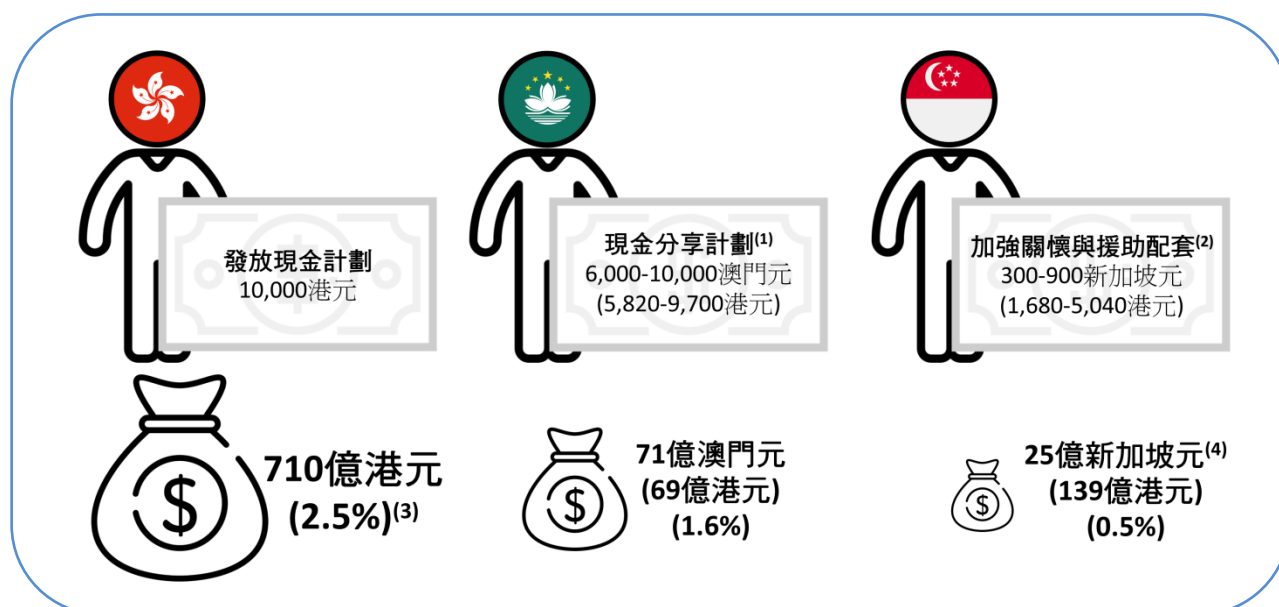 發放現金計劃
10,000港元
現金分享計劃(1)
6,000-10,000澳門元
(5,820-9,700港元)
加強關懷與援助配套(2)
300-900新加坡元
(1,680-5,040港元)
$
710億港元
(2.5%)(3)
$
71億澳門元
(69億港元)
(1.6%)
$
25億新加坡元(4)
(139億港元)
(0.5%)